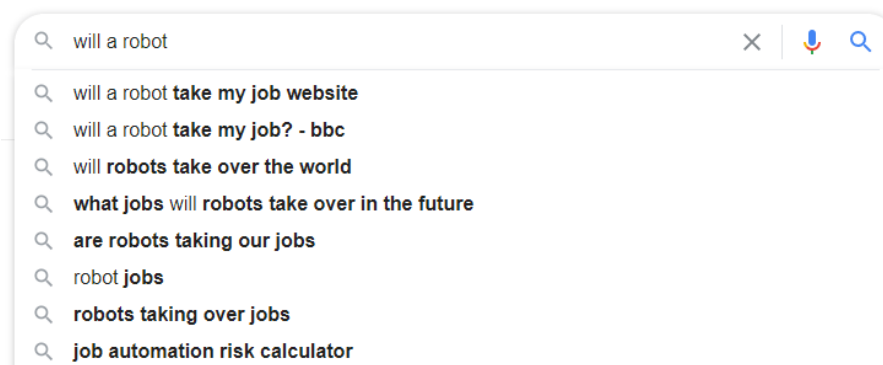 will a robot
will a robot take my job website
will a robot take my job? - bbc
will robots take over the world
what jobs will robots take over in the future
are robots taking our jobs
robot jobs
robots taking over jobs
job automation risk calculator